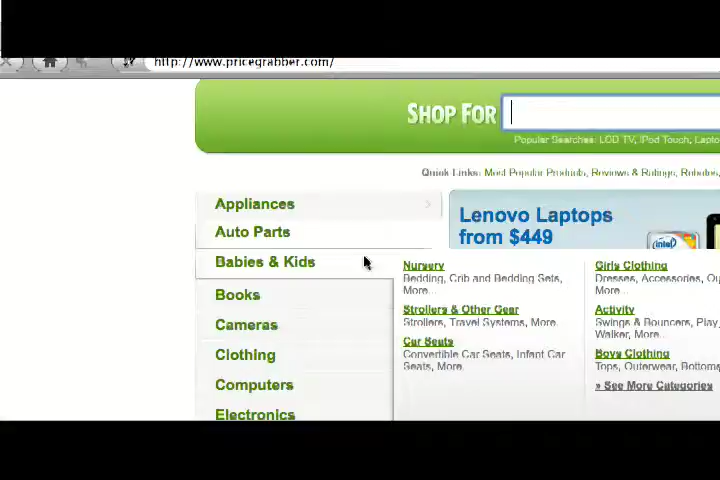 http://www.pricegrabber.com/
SHOP FOR
Popular Searches: LCD TV, iPod Touch,
Quick Links: Most Popular Products, Reviews & Ratings, Rebates,
Appliances
Auto Parts
Babies & Kids
Books
Cameras
Clothing
Computers
Electronics
Lenovo Laptops
from $449
intel
Nursery
Bedding, Crib and Bedding Sets,
More...
Strollers & Other Gear
Strollers, Travel Systems, More.
Car Seats
Convertible Car Seats, Infant Car
Seats, More.
Girls Clothing
Dresses, Accessories,
More...
Activity
Swings & Bouncers, Play
Walker, More...
Boys Clothing
Tops, Outerwear, Bottoms
» See More Categories